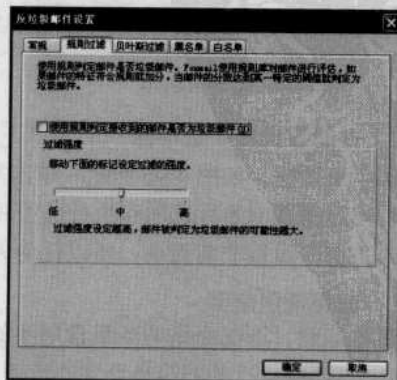 反垃圾邮件设置
常规 规则过滤 贝叶斯过滤 黑名单 白名单
使用规则判定邮件是否垃圾邮件。Foxmail使用规则库对邮件进行评估,如
果邮件的特征符合规则就加分,当邮件的分数达到某一特定的阈值就判定为
垃圾邮件。
使用规则判定接收到的邮件是否为垃圾邮件(U)
过滤强度
移动下面的标记设定过滤的强度。
低 中 高
过滤强度设定越高,邮件被判定为垃圾邮件的可能性越大。
确定 取消